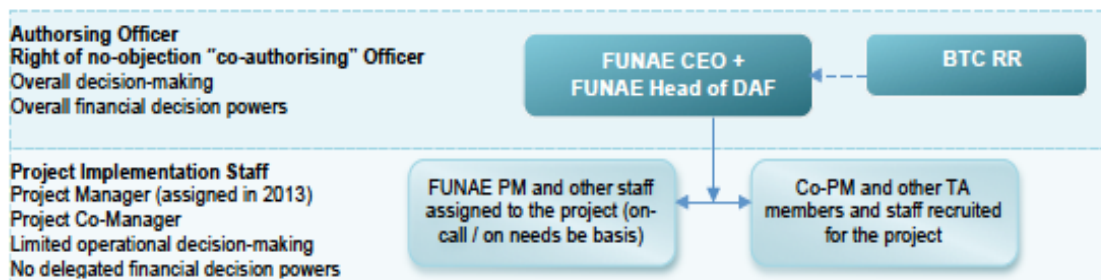 Authorsing Officer
Right of no-objection "co-authorising" Officer
Overall decision-making
Overall financial decision powers
FUNAE CEO +
FUNAE Head of DAF
BTC RR
Project Implementation Staff
Project Manager (assigned in 2013)
Project Co-Manager
Limited operational decision-making
No delegated financial decision powers
FUNAE PM and other staff
assigned to the project (on-
call / on needs be basis)
Co-PM and other TA
members and staff recruited
for the project